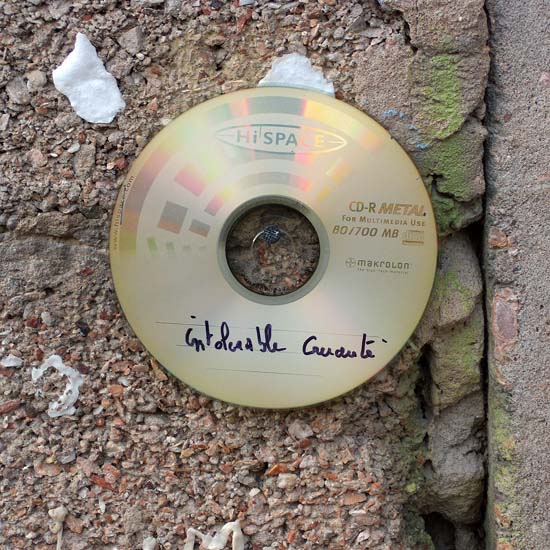 Hi SPACE
CD-R METAL
FOR MULTIMEDIA USE
80/700 MB
makrolon
intolerable Cruauté